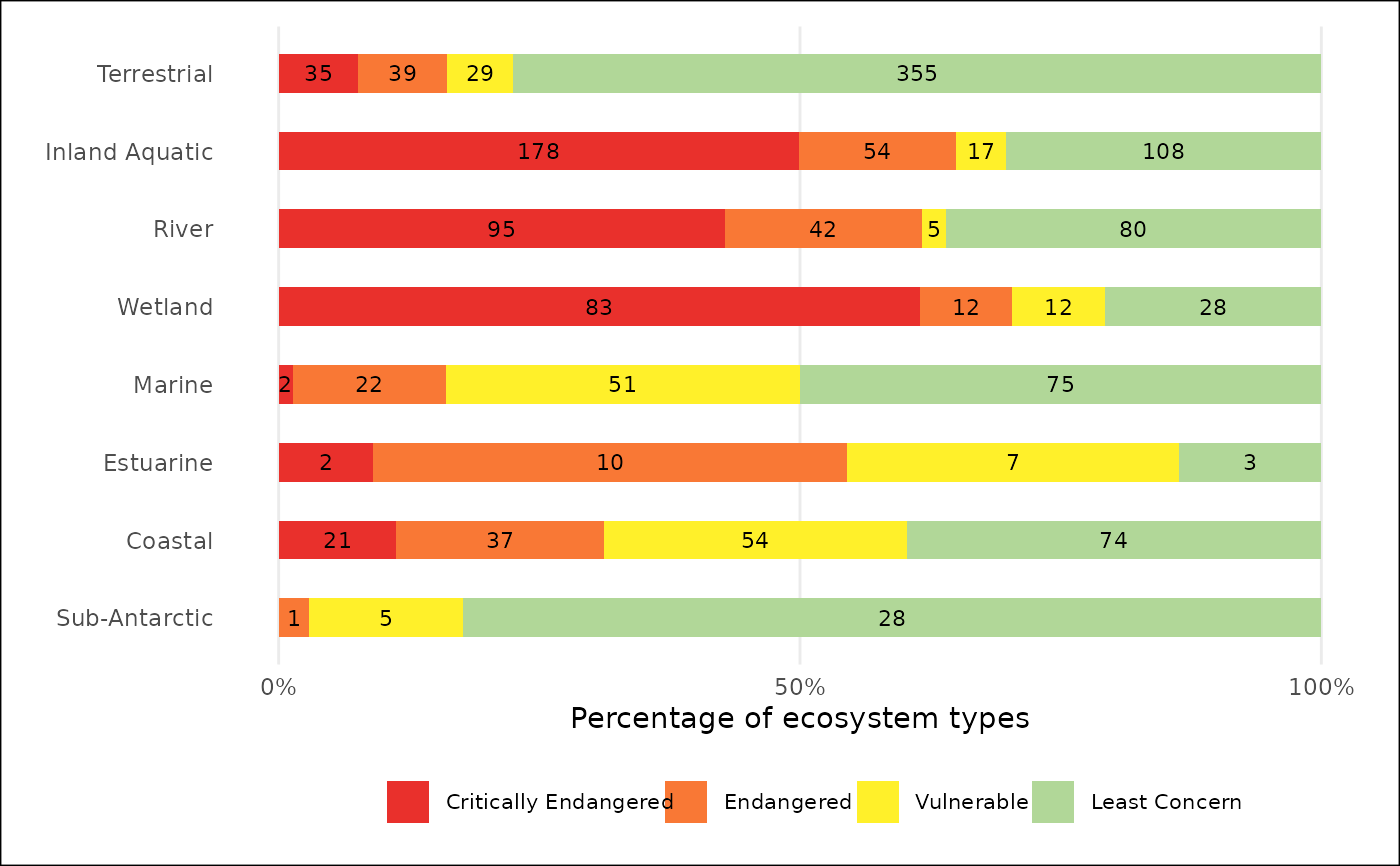 Terrestrial 35 39 29 355
Inland Aquatic 178 54 17 108
River 95 42 5 80
Wetland 83 12 12 28
Marine 2 22 51 75
Estuarine 2 10 7 3
Coastal 21 37 54 74
Sub-Antarctic 1 5 28
0% 50% 100%
Percentage of ecosystem types
Critically Endangered Endangered Vulnerable Least Concern